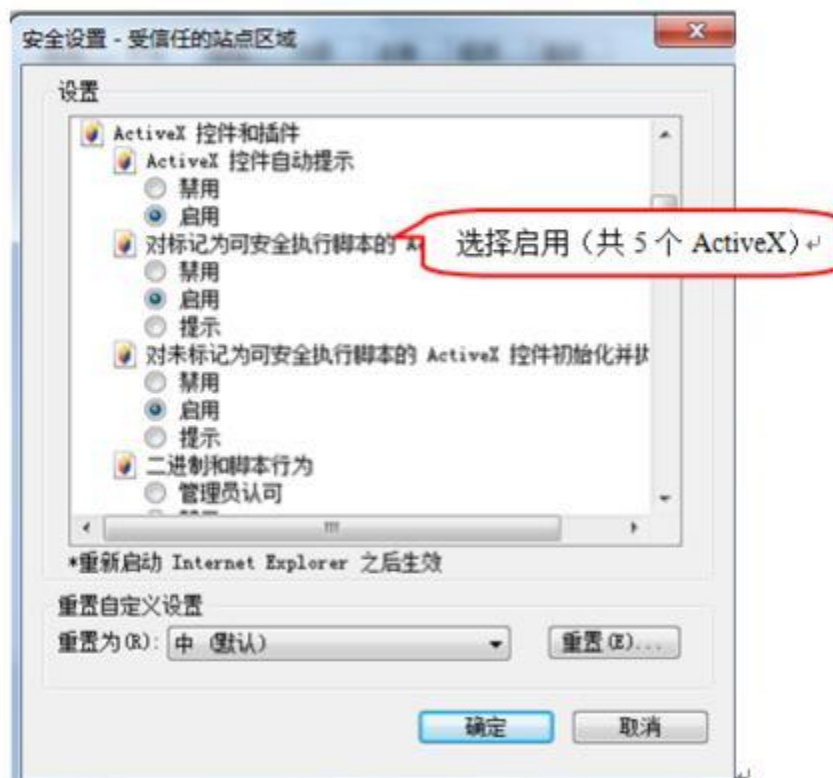 安全设置 - 受信任的站点区域
设置
ActiveX 控件和插件
ActiveX 控件自动提示
禁用
启用
对标记为可安全执行脚本的
选择启用（共 5 个 ActiveX）
禁用
启用
提示
对未标记为可安全执行脚本的 ActiveX 控件初始化并执
禁用
启用
提示
二进制和脚本行为
管理员认可
*重新启动 Internet Explorer 之后生效
重置自定义设置
重置为(R): 中 (默认) 重置(E)...
确定 取消